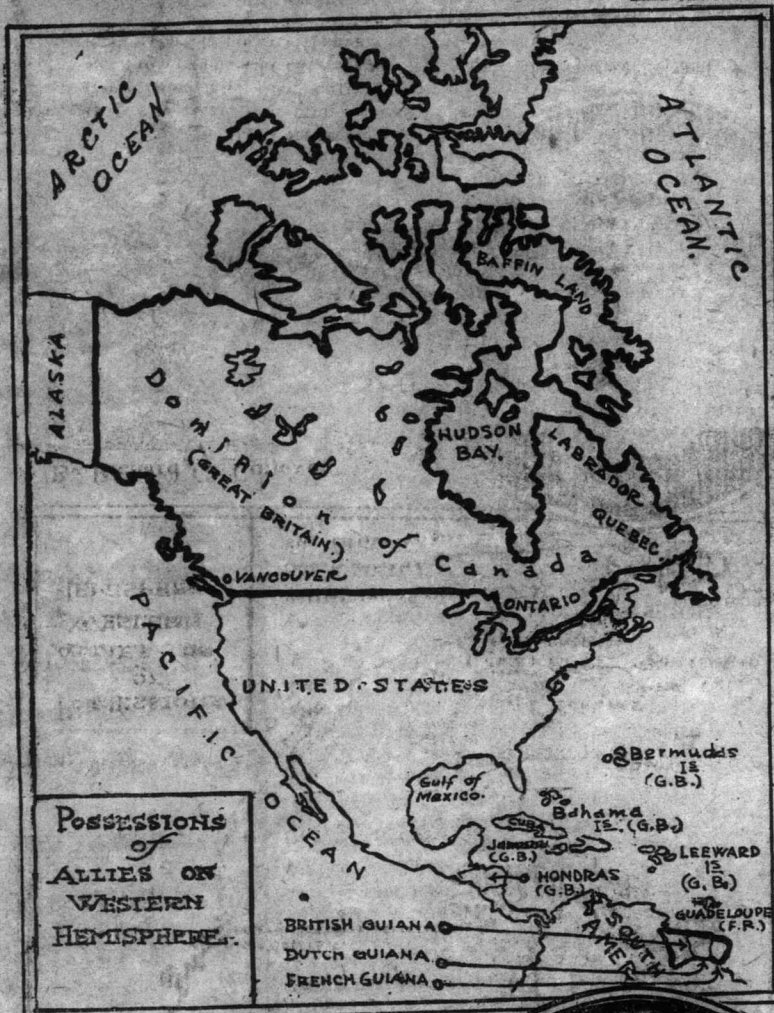 ARCTIC
OCEAN
ATLANTIC
OCEAN.
BAFFIN LAND
ALASKA
Dominion
(GREAT BRITAIN.)
of
Canada
HUDSON
BAY.
LABRADOR
QUEBEC.
VANCOUVER
ONTARIO
PACIFIC OCEAN
UNITED STATES
Bermudas
Is
(G.B.)
Gulf of
Mexico.
Bahama
Is. (G.B.)
CUBA
Jamaica
(G.B.)
LEEWARD
Is
(G.B.)
HONDRAS
(G.B.)
GUADELOUPE
(F.R.)
POSSESSIONS
of
ALLIES ON
WESTERN
HEMISPHERE.
BRITISH GUIANA
DUTCH GUIANA
FRENCH GUIANA
SOUTH